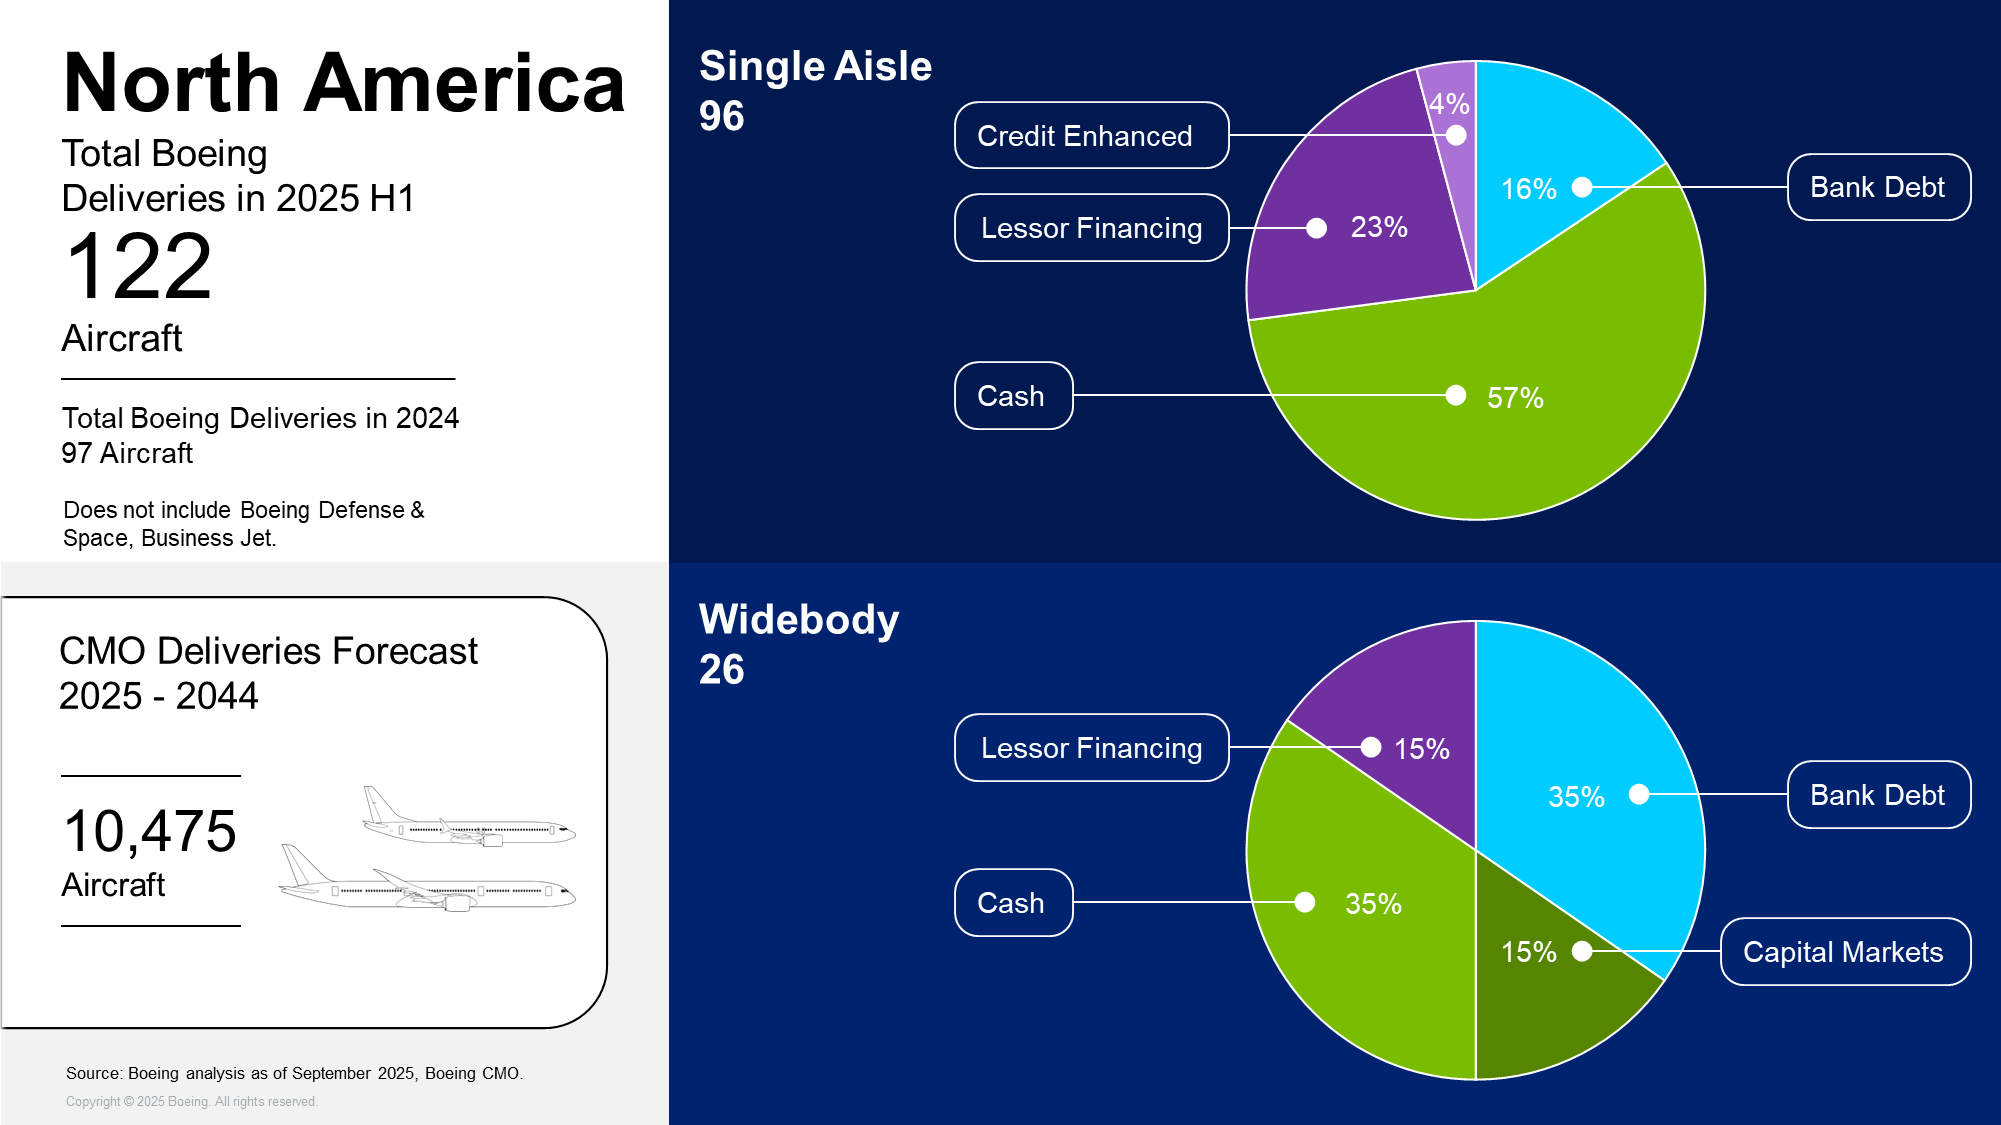 North America
Total Boeing
Deliveries in 2025 H1
122
Aircraft
Total Boeing Deliveries in 2024
97 Aircraft
Does not include Boeing Defense &
Space, Business Jet.
CMO Deliveries Forecast
2025 - 2044
10,475
Aircraft
Source: Boeing analysis as of September 2025, Boeing CMO.
Copyright © 2025 Boeing. All rights reserved.
Single Aisle
96
Credit Enhanced
4%
Lessor Financing
23%
16%
Bank Debt
Cash
57%
Widebody
26
Lessor Financing
15%
35%
Bank Debt
Cash
35%
15%
Capital Markets